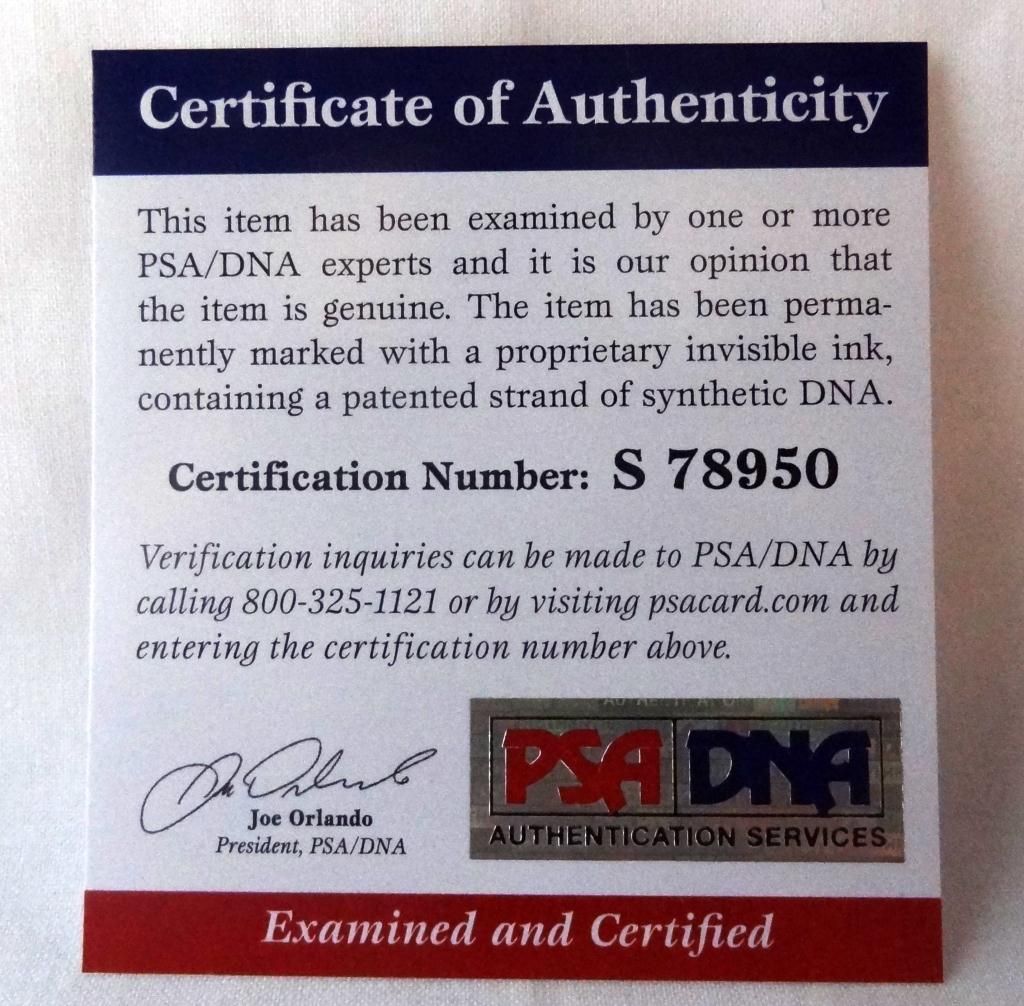 Certificate of Authenticity
This item has been examined by one or more
PSA/DNA experts and it is our opinion that
the item is genuine. The item has been perma-
nently marked with a proprietary invisible ink,
containing a patented strand of synthetic DNA.
Certification Number: S 78950
Verification inquiries can be made to PSA/DNA by
calling 800-325-1121 or by visiting psacard.com and
entering the certification number above.
Joe Orlando
President, PSA/DNA
PSA DNA
AUTHENTICATION SERVICES
Examined and Certified